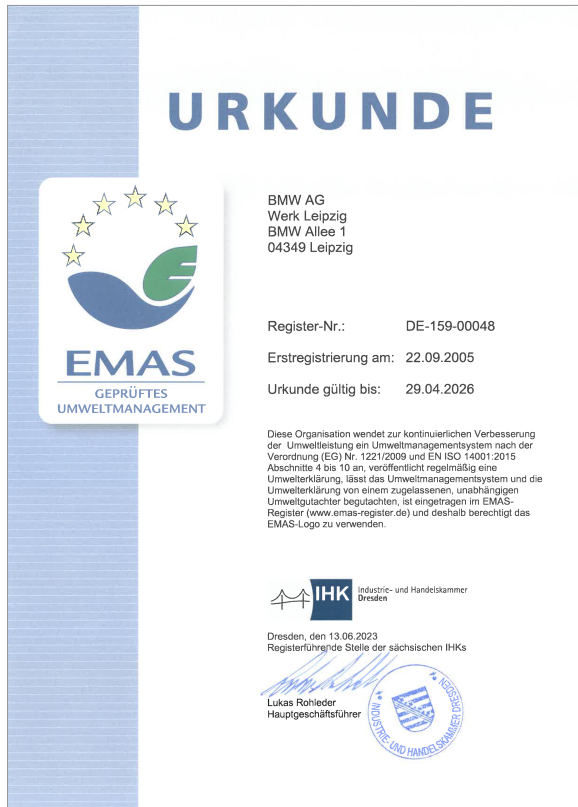 URKUNDE
EMAS
GEPRÜFTES
UMWELTMANAGEMENT
BMW AG
Werk Leipzig
BMW Allee 1
04349 Leipzig
Register-Nr.: DE-159-00048
Erstregistrierung am: 22.09.2005
Urkunde gültig bis: 29.04.2026
Diese Organisation wendet zur kontinuierlichen Verbesserung
der Umweltleistung ein Umweltmanagementsystem nach der
Verordnung (EG) Nr. 1221/2009 und EN ISO 14001:2015
Abschnitte 4 bis 10 an, veröffentlicht regelmäßig eine
Umwelterklärung, lässt das Umweltmanagementsystem und die
Umwelterklärung von einem zugelassenen, unabhängigen
Umweltgutachter begutachten, ist eingetragen im EMAS-
Register (www.emas-register.de) und deshalb berechtigt das
EMAS-Logo zu verwenden.
IHK Industrie- und Handelskammer
Dresden
Dresden, den 13.06.2023
Registerführende Stelle der sächsischen IHKs
Lukas Rohleder
Hauptgeschäftsführer
INDUSTRIE- UND HANDELSKAMMER DRESDEN